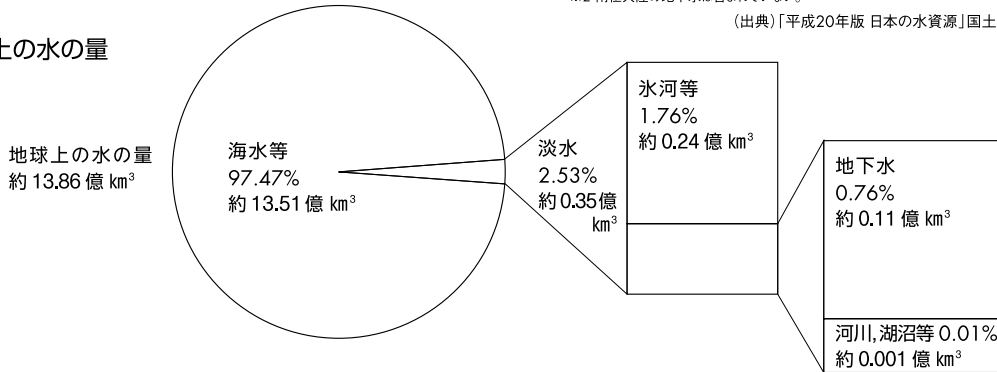 (出典)「平成20年版 日本の水資源」国土
上の水の量
地球上の水の量
約 13.86 億 km³
海水等
97.47%
約 13.51 億 km³
淡水
2.53%
約 0.35億
km³
氷河等
1.76%
約 0.24 億 km³
地下水
0.76%
約 0.11 億 km³
河川,湖沼等 0.01%
約 0.001 億 km³